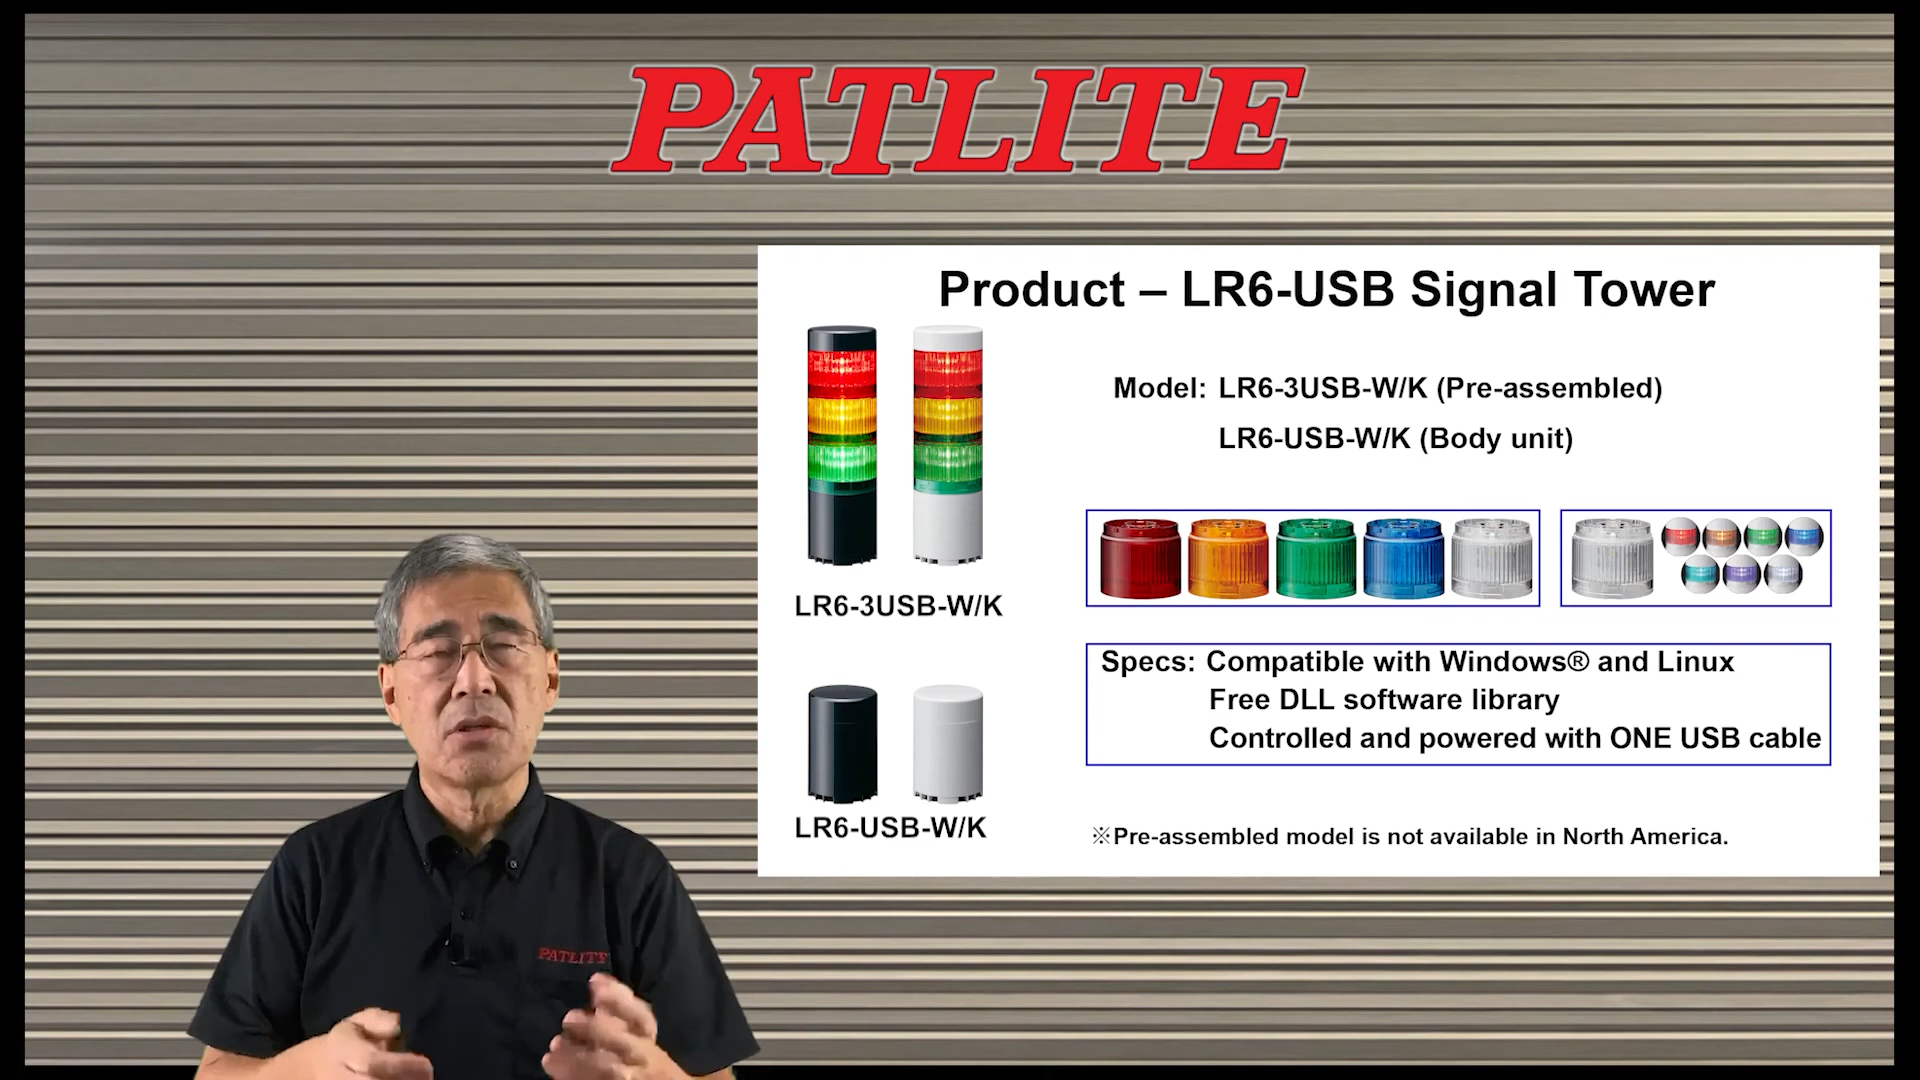 PATLITE
Product – LR6-USB Signal Tower
Model: LR6-3USB-W/K (Pre-assembled)
LR6-USB-W/K (Body unit)
LR6-3USB-W/K
Specs: Compatible with Windows® and Linux
Free DLL software library
Controlled and powered with ONE USB cable
LR6-USB-W/K
※Pre-assembled model is not available in North America.
PATLITE